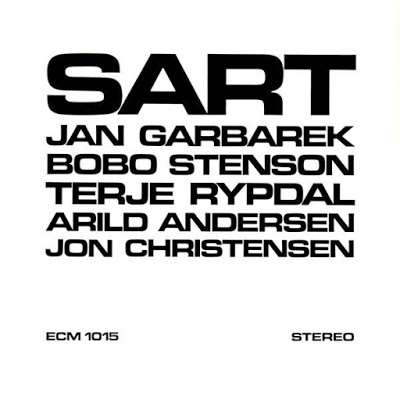 SART
JAN GARBAREK
BOBO STENSON
TERJE RYPDAL
ARILD ANDERSEN
JON CHRISTENSEN
ECM 1015 STEREO